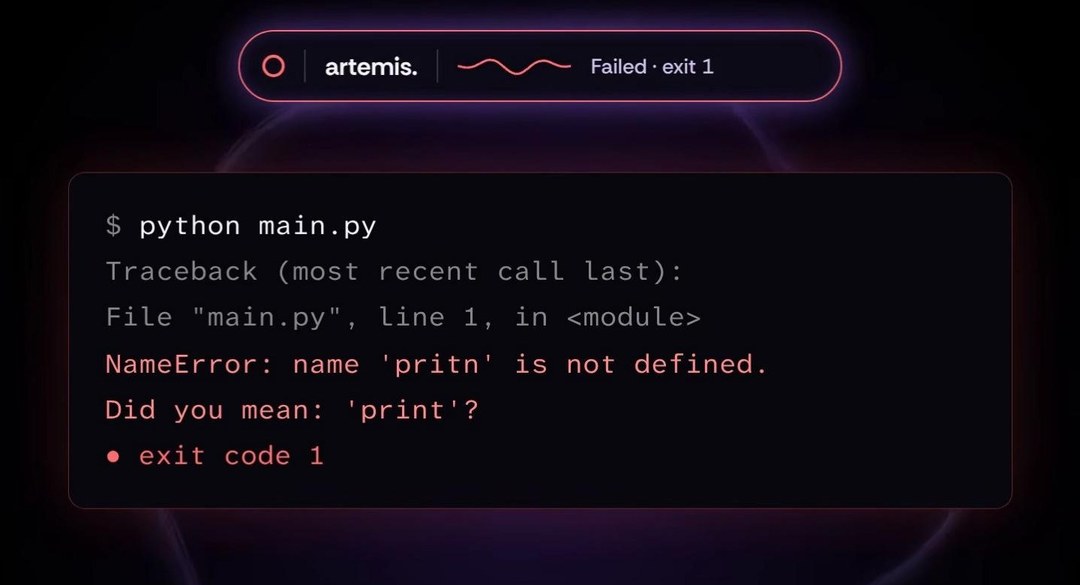 artemis. Failed · exit 1
$ python main.py
Traceback (most recent call last):
File "main.py", line 1, in <module>
NameError: name 'pritn' is not defined.
Did you mean: 'print'?
● exit code 1